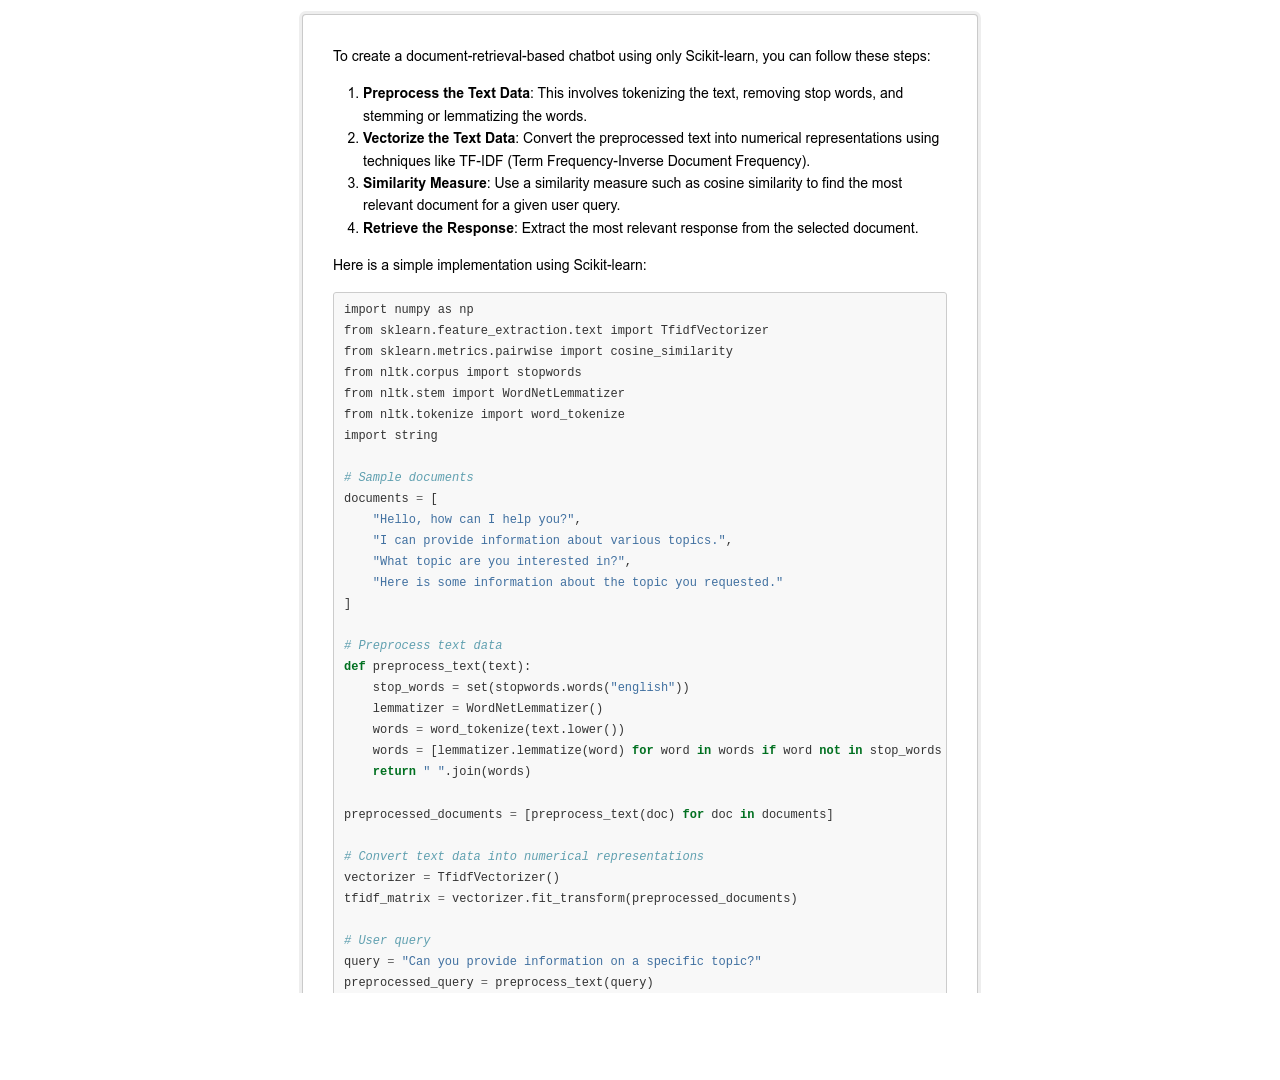 To create a document-retrieval-based chatbot using only Scikit-learn, you can follow these steps:
1. Preprocess the Text Data: This involves tokenizing the text, removing stop words, and
stemming or lemmatizing the words.
2. Vectorize the Text Data: Convert the preprocessed text into numerical representations using
techniques like TF-IDF (Term Frequency-Inverse Document Frequency).
3. Similarity Measure: Use a similarity measure such as cosine similarity to find the most
relevant document for a given user query.
4. Retrieve the Response: Extract the most relevant response from the selected document.
Here is a simple implementation using Scikit-learn:
import numpy as np
from sklearn.feature_extraction.text import TfidfVectorizer
from sklearn.metrics.pairwise import cosine_similarity
from nltk.corpus import stopwords
from nltk.stem import WordNetLemmatizer
from nltk.tokenize import word_tokenize
import string

# Sample documents
documents = [
    "Hello, how can I help you?",
    "I can provide information about various topics.",
    "What topic are you interested in?",
    "Here is some information about the topic you requested."
]

# Preprocess text data
def preprocess_text(text):
    stop_words = set(stopwords.words("english"))
    lemmatizer = WordNetLemmatizer()
    words = word_tokenize(text.lower())
    words = [lemmatizer.lemmatize(word) for word in words if word not in stop_words
    return " ".join(words)

preprocessed_documents = [preprocess_text(doc) for doc in documents]

# Convert text data into numerical representations
vectorizer = TfidfVectorizer()
tfidf_matrix = vectorizer.fit_transform(preprocessed_documents)

# User query
query = "Can you provide information on a specific topic?"
preprocessed_query = preprocess_text(query)